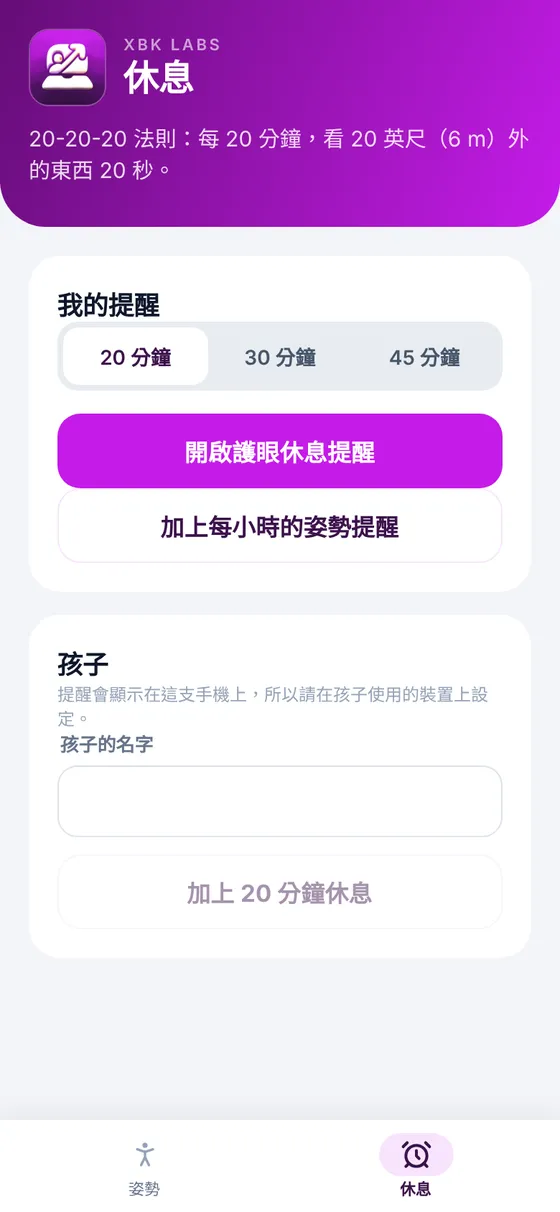 XBK LABS
休息
20-20-20 法則：每 20 分鐘，看 20 英尺（6 m）外
的東西 20 秒。
我的提醒
20 分鐘
30 分鐘
45 分鐘
開啟護眼休息提醒
加上每小時的姿勢提醒
孩子
提醒會顯示在這支手機上，所以請在孩子使用的裝置上設
定。
孩子的名字
加上 20 分鐘休息
姿勢
休息